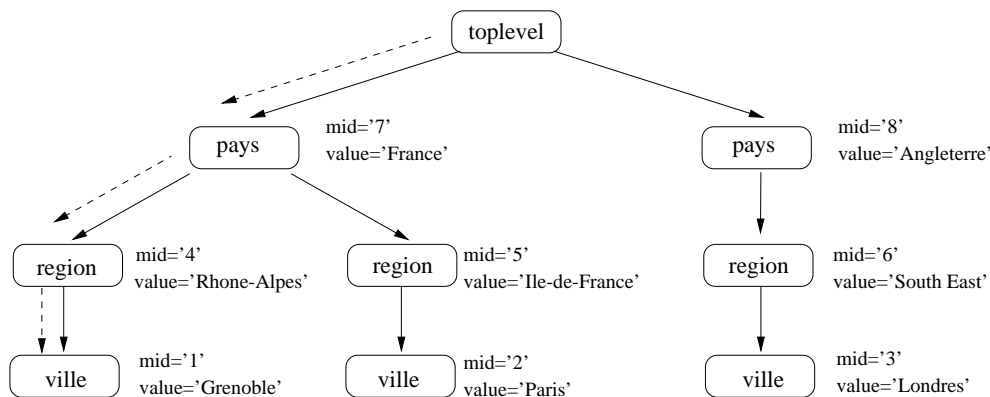 toplevel
pays
mid=’7’
value=’France’
pays
mid=’8’
value=’Angleterre’
region
mid=’4’
value=’Rhone-Alpes’
region
mid=’5’
value=’Ile-de-France’
region
mid=’6’
value=’South East’
ville
mid=’1’
value=’Grenoble’
ville
mid=’2’
value=’Paris’
ville
mid=’3’
value=’Londres’